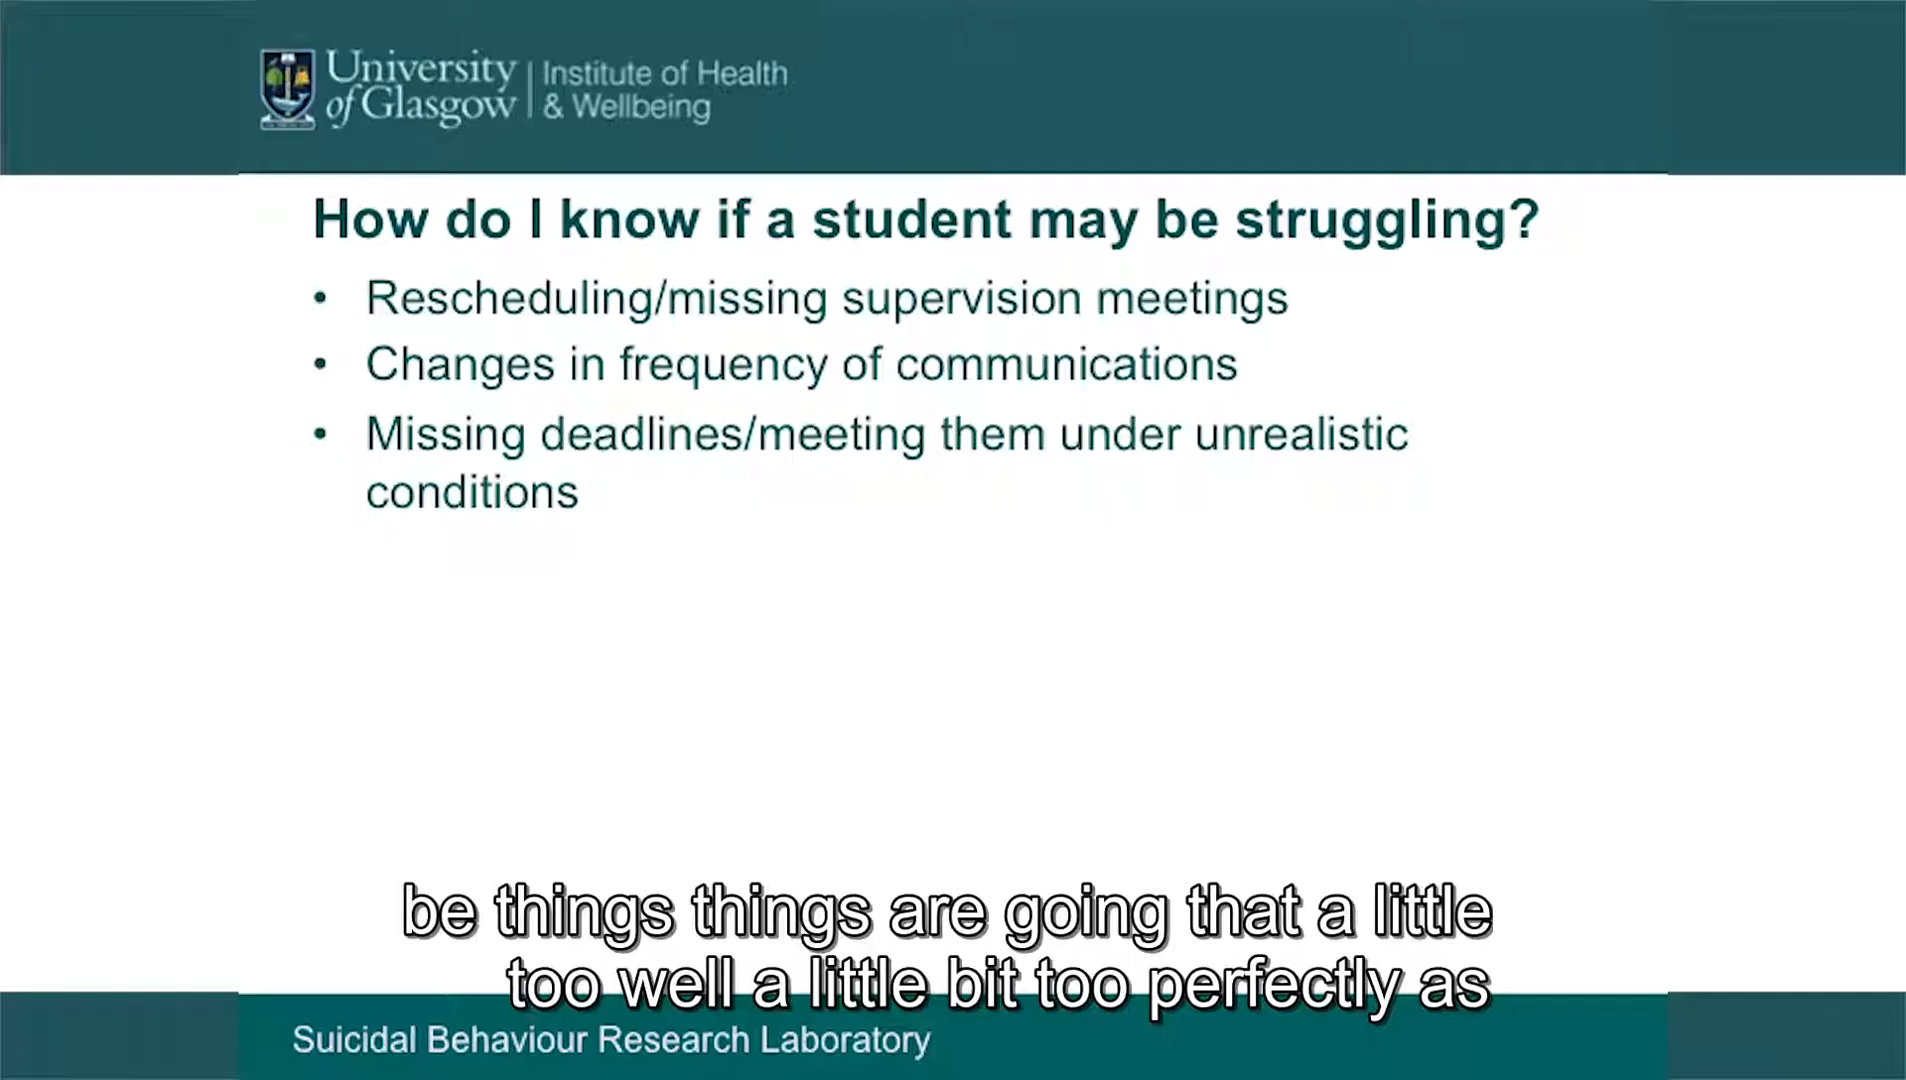 University
of Glasgow
Institute of Health
& Wellbeing
How do I know if a student may be struggling?
• Rescheduling/missing supervision meetings
• Changes in frequency of communications
• Missing deadlines/meeting them under unrealistic
conditions
be things things are going that a little
too well a little bit too perfectly as
Suicidal Behaviour Research Laboratory